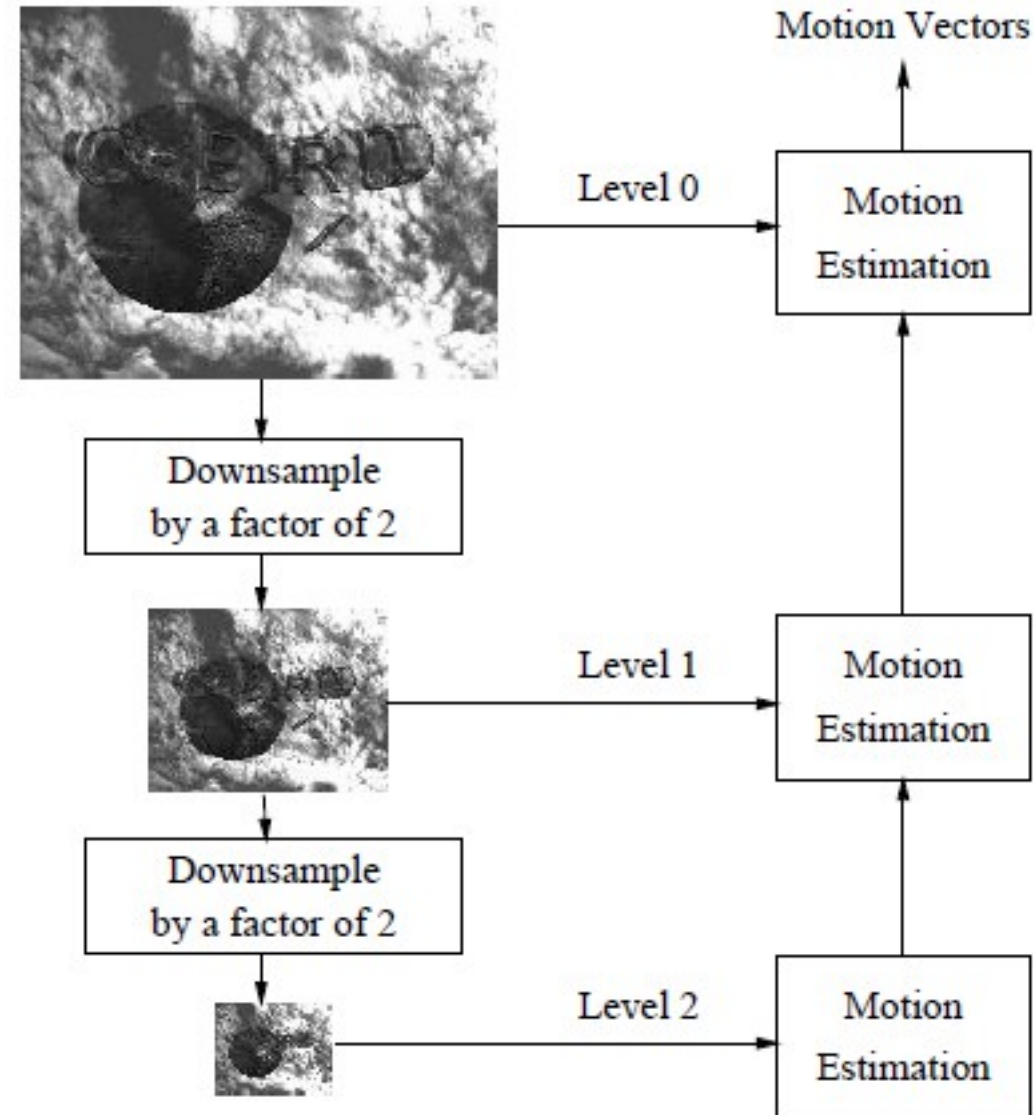 Motion Vectors
Level 0
Motion
Estimation
Downsample
by a factor of 2
Level 1
Motion
Estimation
Downsample
by a factor of 2
Level 2
Motion
Estimation